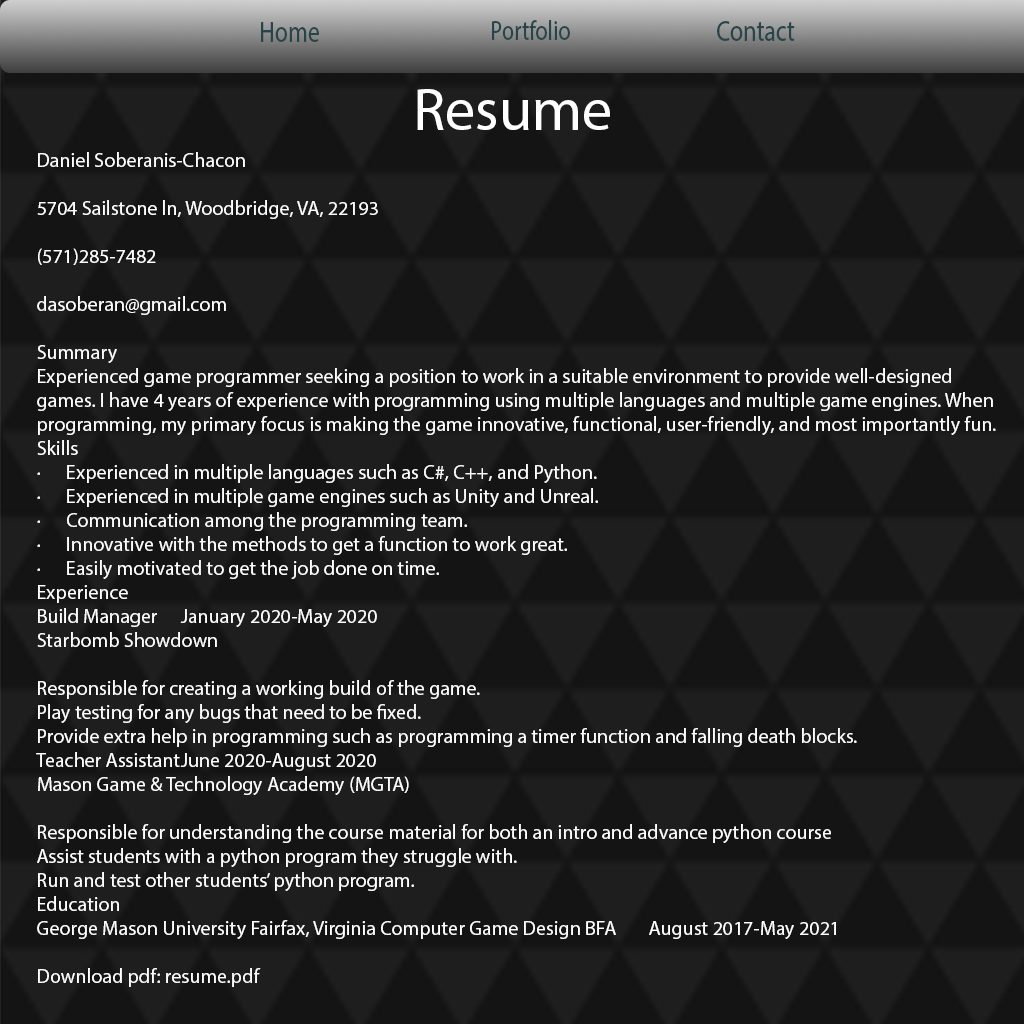 Home Portfolio Contact
Resume
Daniel Soberanis-Chacon
5704 Sailstone ln, Woodbridge, VA, 22193
(571)285-7482
dasoberan@gmail.com
Summary
Experienced game programmer seeking a position to work in a suitable environment to provide well-designed
games. I have 4 years of experience with programming using multiple languages and multiple game engines. When
programming, my primary focus is making the game innovative, functional, user-friendly, and most importantly fun.
Skills
· Experienced in multiple languages such as C#, C++, and Python.
· Experienced in multiple game engines such as Unity and Unreal.
· Communication among the programming team.
· Innovative with the methods to get a function to work great.
· Easily motivated to get the job done on time.
Experience
Build Manager January 2020-May 2020
Starbomb Showdown
Responsible for creating a working build of the game.
Play testing for any bugs that need to be fixed.
Provide extra help in programming such as programming a timer function and falling death blocks.
Teacher AssistantJune 2020-August 2020
Mason Game & Technology Academy (MGTA)
Responsible for understanding the course material for both an intro and advance python course
Assist students with a python program they struggle with.
Run and test other students’ python program.
Education
George Mason University Fairfax, Virginia Computer Game Design BFA August 2017-May 2021
Download pdf: resume.pdf